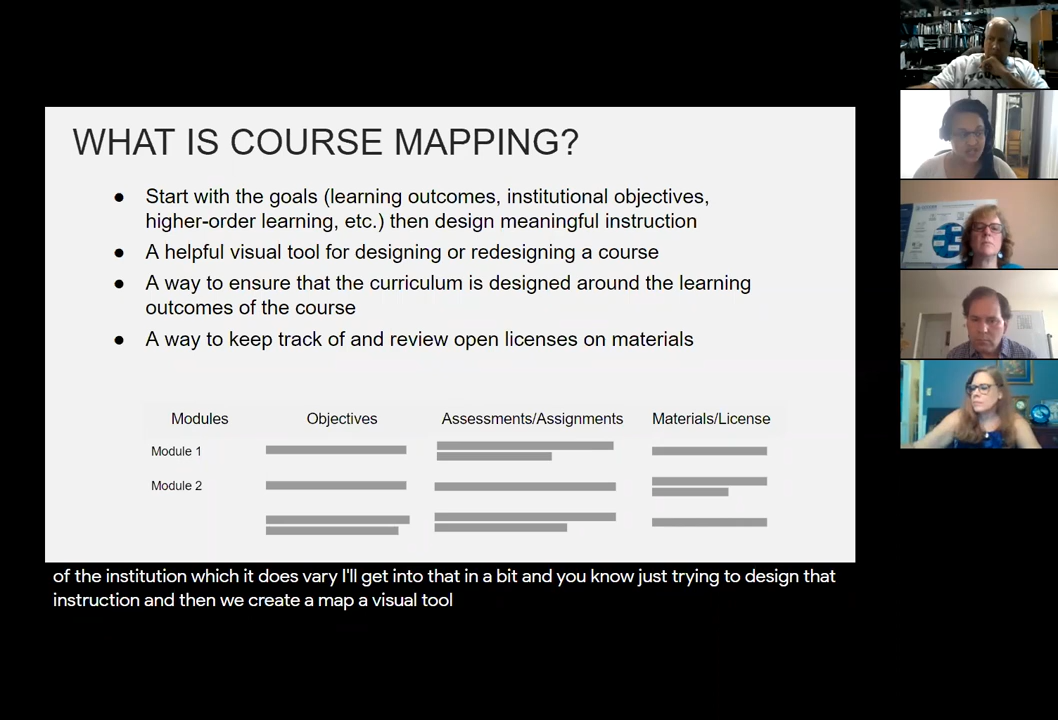 WHAT IS COURSE MAPPING?
● Start with the goals (learning outcomes, institutional objectives,
higher-order learning, etc.) then design meaningful instruction
● A helpful visual tool for designing or redesigning a course
● A way to ensure that the curriculum is designed around the learning
outcomes of the course
● A way to keep track of and review open licenses on materials
Modules Objectives Assessments/Assignments Materials/License
Module 1
Module 2
of the institution which it does vary I'll get into that in a bit and you know just trying to design that
instruction and then we create a map a visual tool